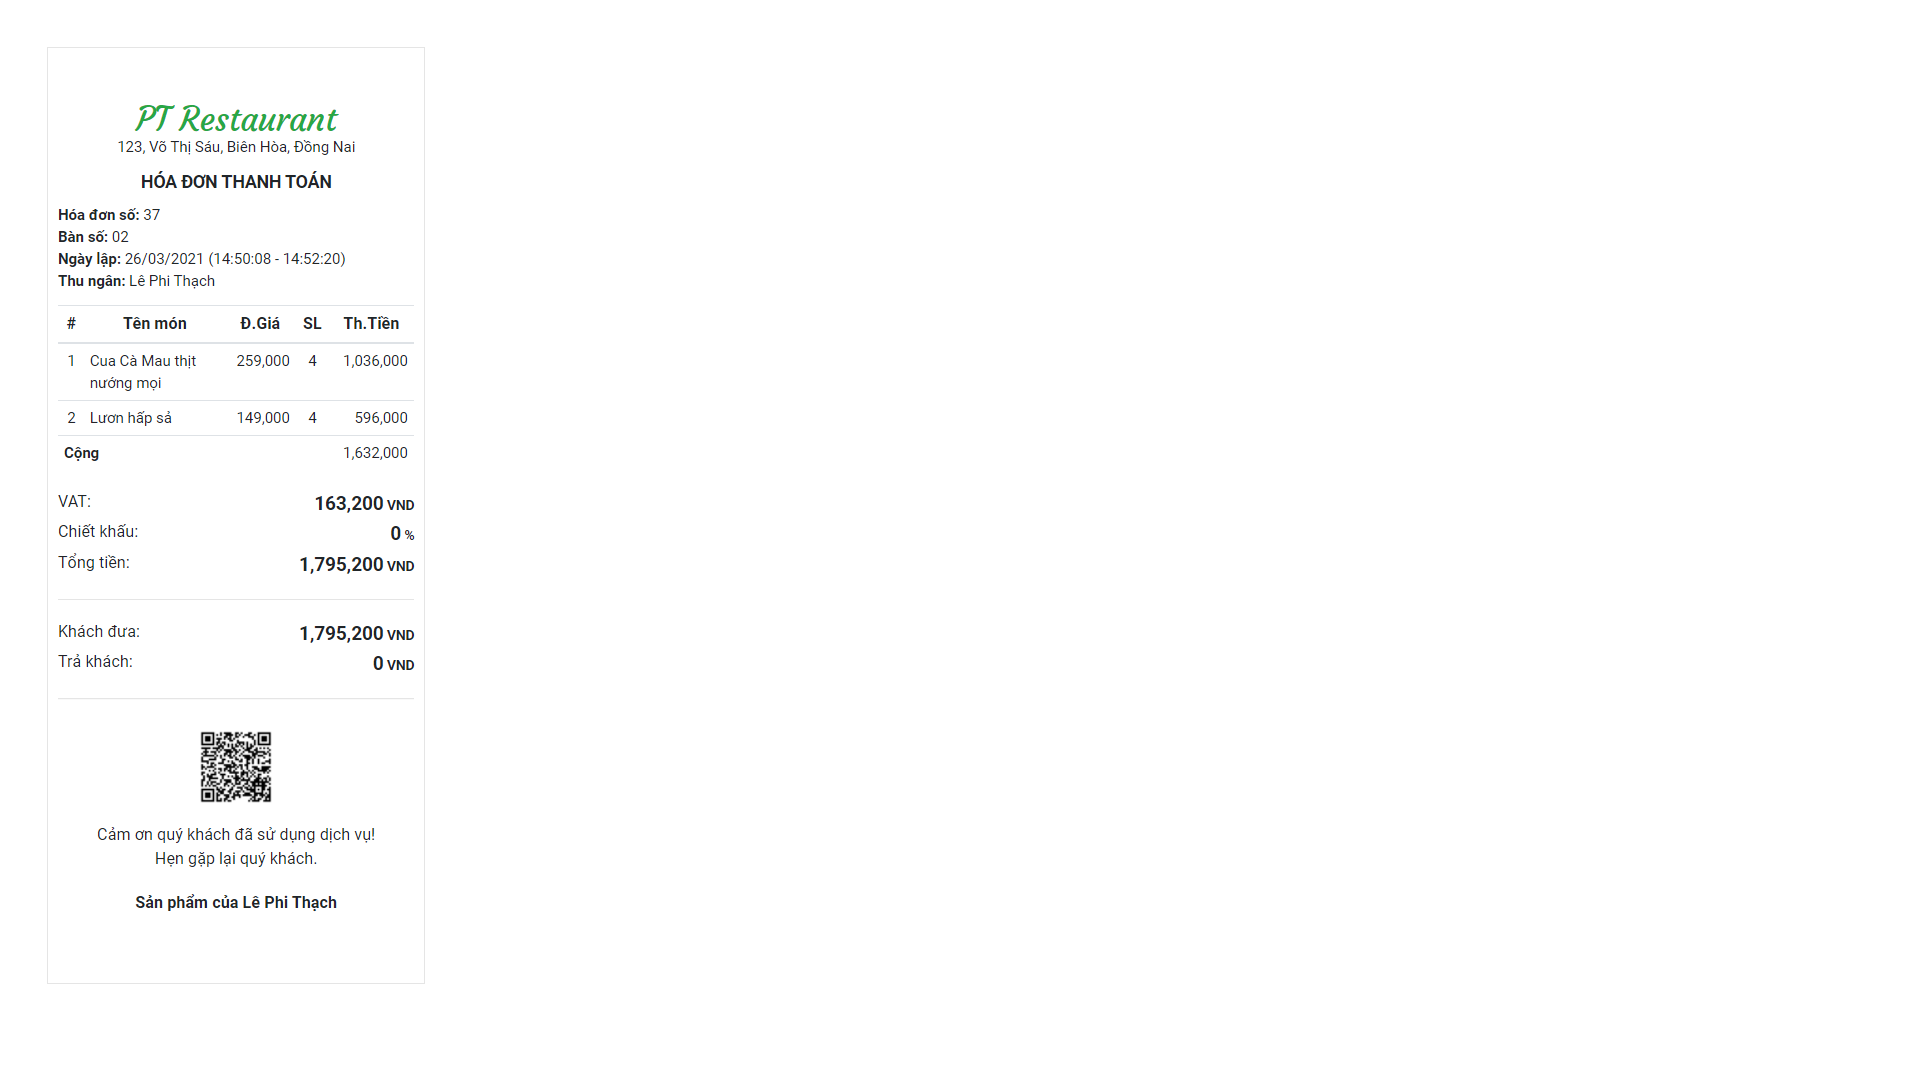 PT Restaurant
123, Võ Thị Sáu, Biên Hòa, Đồng Nai
HÓA ĐƠN THANH TOÁN
Hóa đơn số: 37
Bàn số: 02
Ngày lập: 26/03/2021 (14:50:08 - 14:52:20)
Thu ngân: Lê Phi Thạch
# Tên món Đ.Giá SL Th.Tiền
1 Cua Cà Mau thịt 259,000 4 1,036,000
nướng mọi
2 Lươn hấp sả 149,000 4 596,000
Cộng 1,632,000
VAT: 163,200 VND
Chiết khấu: 0 %
Tổng tiền: 1,795,200 VND
Khách đưa: 1,795,200 VND
Trả khách: 0 VND
Cảm ơn quý khách đã sử dụng dịch vụ!
Hẹn gặp lại quý khách.
Sản phẩm của Lê Phi Thạch